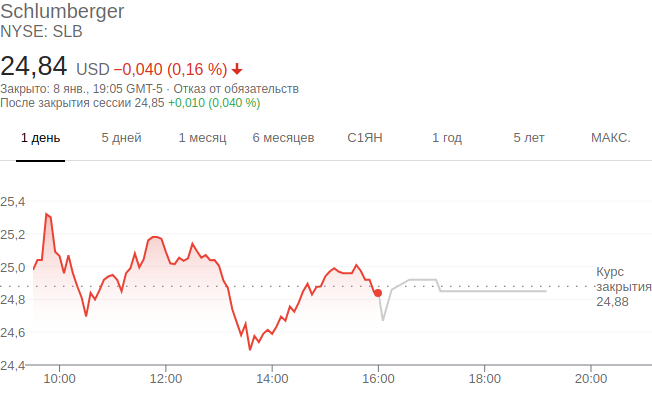 Schlumberger
NYSE: SLB
24,84 USD −0,040 (0,16 %)
Закрыто: 8 янв., 19:05 GMT-5 · Отказ от обязательств
После закрытия сессии 24,85 +0,010 (0,040 %)
1 день 5 дней 1 месяц 6 месяцев С1ЯН 1 год 5 лет МАКС.
25,4
25,2
25,0
24,8
24,6
24,4
Курс
закрытия
24,88
10:00 12:00 14:00 16:00 18:00 20:00